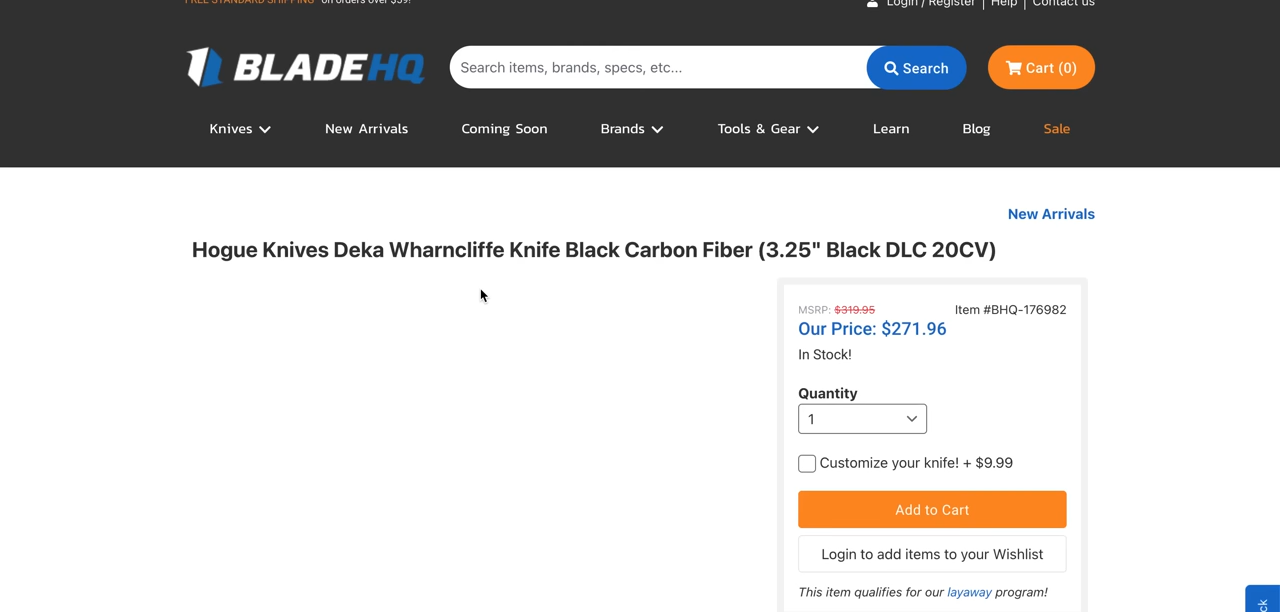 FREE STANDARD SHIPPING* on orders over $59!
Login / Register | Help | Contact us
BLADEHQ
Search items, brands, specs, etc...
Search
Cart (0)
Knives
New Arrivals
Coming Soon
Brands
Tools & Gear
Learn
Blog
Sale
New Arrivals
Hogue Knives Deka Wharncliffe Knife Black Carbon Fiber (3.25" Black DLC 20CV)
MSRP: $319.95
Item #BHQ-176982
Our Price: $271.96
In Stock!
Quantity
1
Customize your knife! + $9.99
Add to Cart
Login to add items to your Wishlist
This item qualifies for our layaway program!